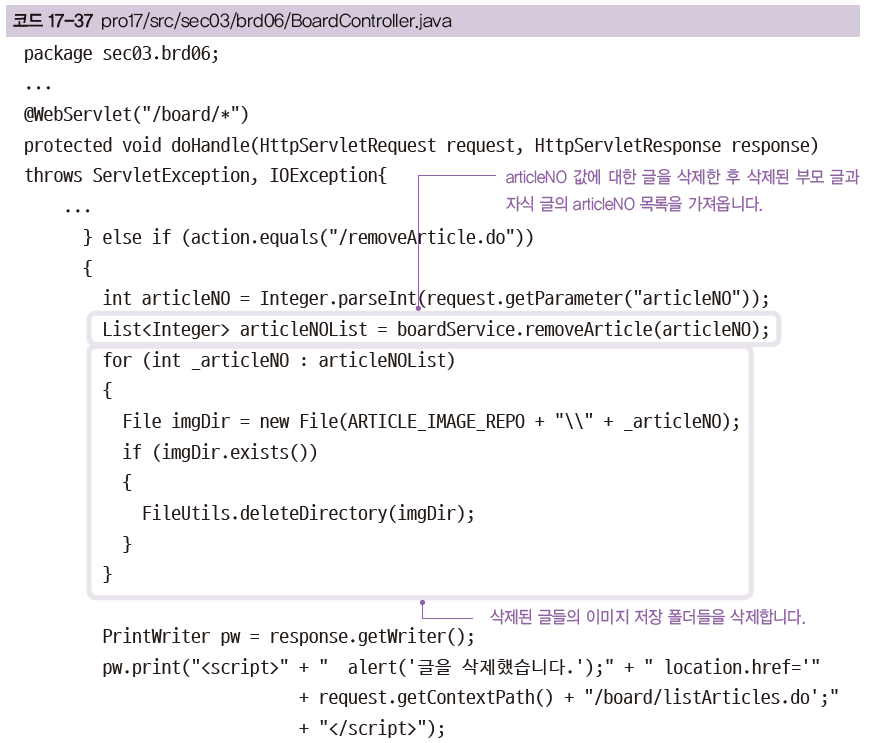 코드 17-37 pro17/src/sec03/brd06/BoardController.java
package sec03.brd06;
...
@WebServlet("/board/*")
protected void doHandle(HttpServletRequest request, HttpServletResponse response)
throws ServletException, IOException{
articleNO 값에 대한 글을 삭제한 후 삭제된 부모 글과
자식 글의 articleNO 목록을 가져옵니다.
...
} else if (action.equals("/removeArticle.do"))
{
int articleNO = Integer.parseInt(request.getParameter("articleNO"));
List<Integer> articleNOList = boardService.removeArticle(articleNO);
for (int _articleNO : articleNOList)
{
File imgDir = new File(ARTICLE_IMAGE_REPO + "\\" + _articleNO);
if (imgDir.exists())
{
FileUtils.deleteDirectory(imgDir);
}
}
삭제된 글들의 이미지 저장 폴더들을 삭제합니다.
PrintWriter pw = response.getWriter();
pw.print("<script>" + "  alert('글을 삭제했습니다.');" + " location.href='"
+ request.getContextPath() + "/board/listArticles.do';"
+ "</script>");